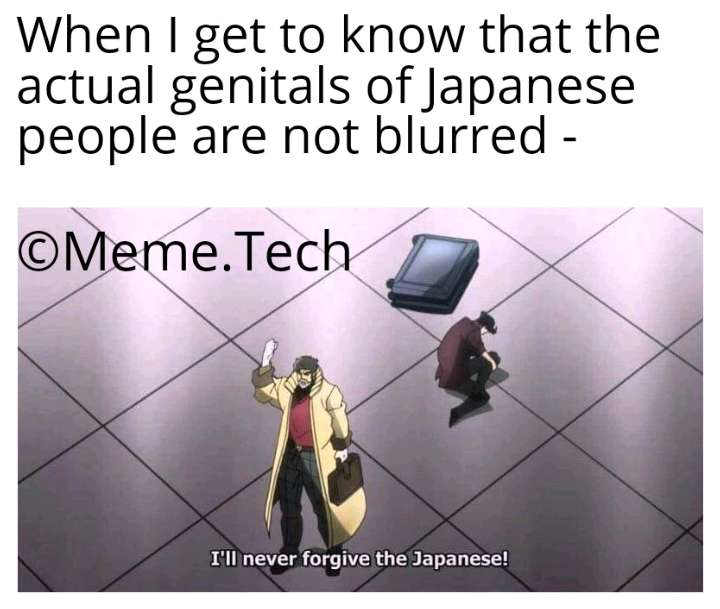 When I get to know that the
actual genitals of Japanese
people are not blurred -
©Meme.Tech
I'll never forgive the Japanese!